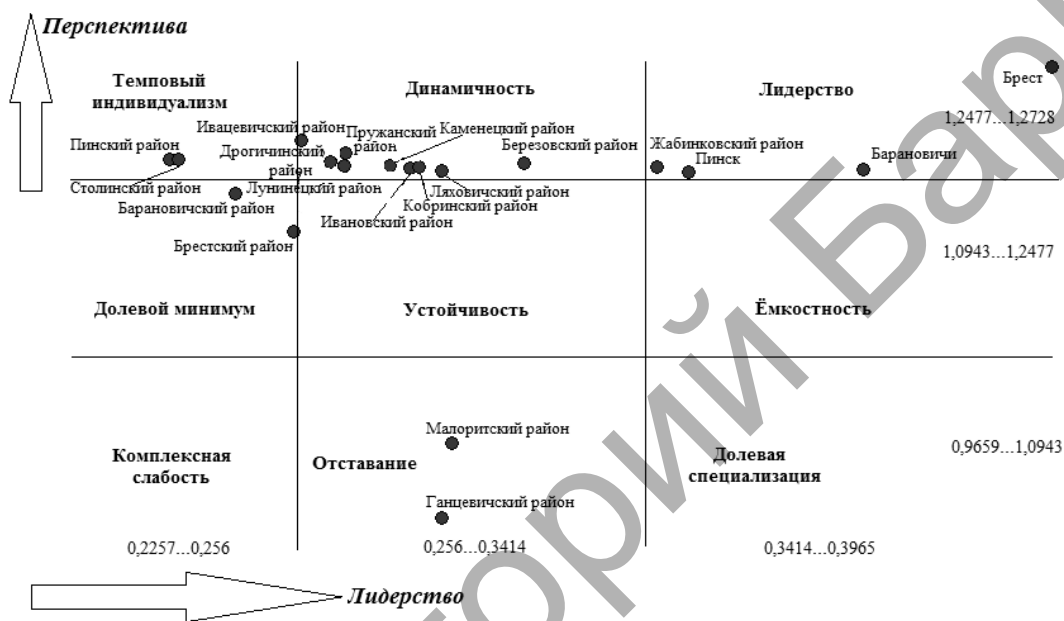 Перспектива
Темповый
индивидуализм
Динамичность
Лидерство
Брест
1,2477...1,2728
Ивацевичский район
Пружанский
район
Каменецкий район
Березовский район
Жабинковский район
Пинск
Барановичи
Пинский район
Дрогичинский
район
Столинский район
Лунинецкий район
Ляховичский район
Кобринский район
Ивановский район
Барановичский район
Брестский район
1,0943...1,2477
Долевой минимум
Устойчивость
Ёмкостность
Малоритский район
Комплексная
слабость
Отставание
Долевая
специализация
0,9659...1,0943
Ганцевичский район
0,2257...0,256
0,256...0,3414
0,3414...0,3965
Лидерство